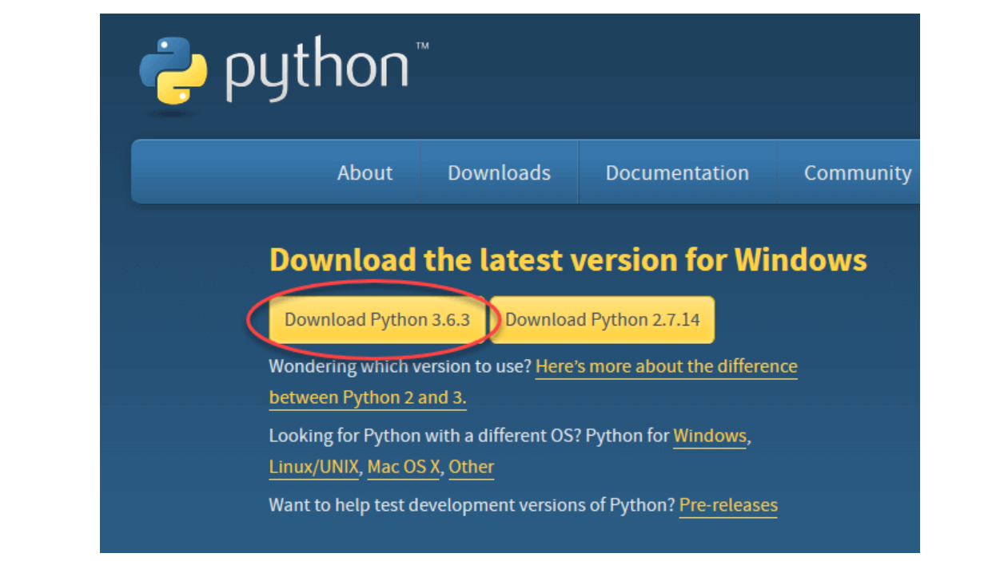 python™
About Downloads Documentation Community
Download the latest version for Windows
Download Python 3.6.3 Download Python 2.7.14
Wondering which version to use? Here's more about the difference
between Python 2 and 3.
Looking for Python with a different OS? Python for Windows,
Linux/UNIX, Mac OS X, Other
Want to help test development versions of Python? Pre-releases